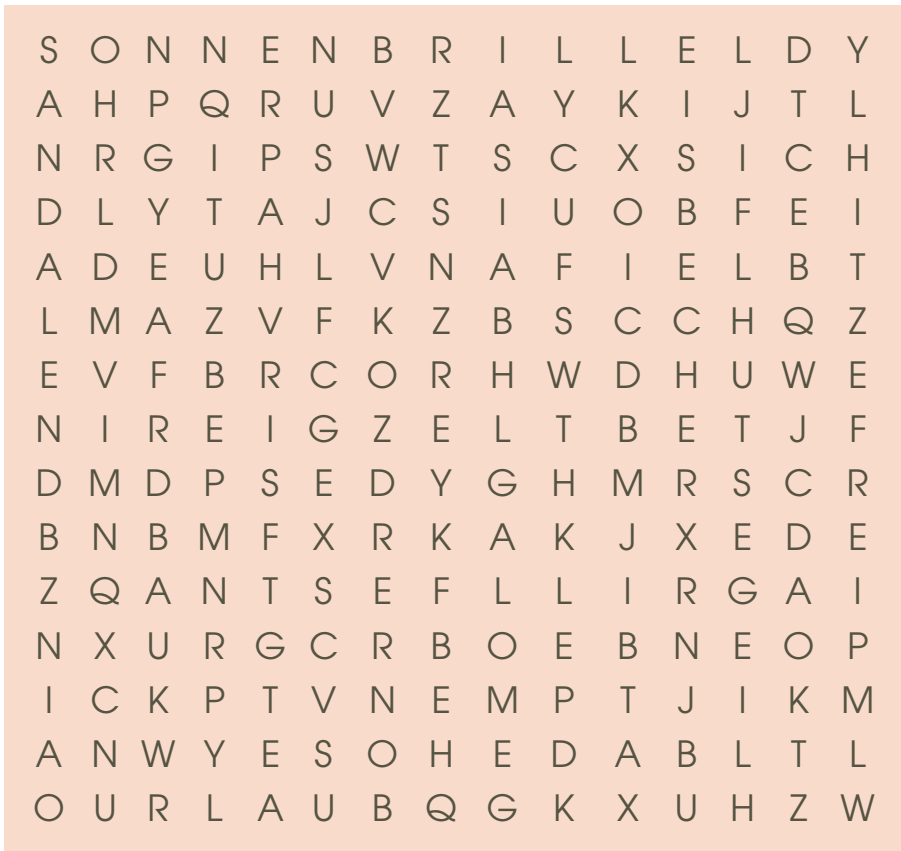 S O N N E N B R I L L E L D Y
A H P Q R U V Z A Y K I J T L
N R G I P S W T S C X S I C H
D L Y T A J C S I U O B F E I
A D E U H L V N A F I E L B T
L M A Z V F K Z B S C C H Q Z
E V F B R C O R H W D H U W E
N I R E I G Z E L T B E T J F
D M D P S E D Y G H M R S C R
B N B M F X R K A K J X E D E
Z Q A N T S E F L L I R G A I
N X U R G C R B O E B N E O P
I C K P T V N E M P T J I K M
A N W Y E S O H E D A B L T L
O U R L A U B Q G K X U H Z W